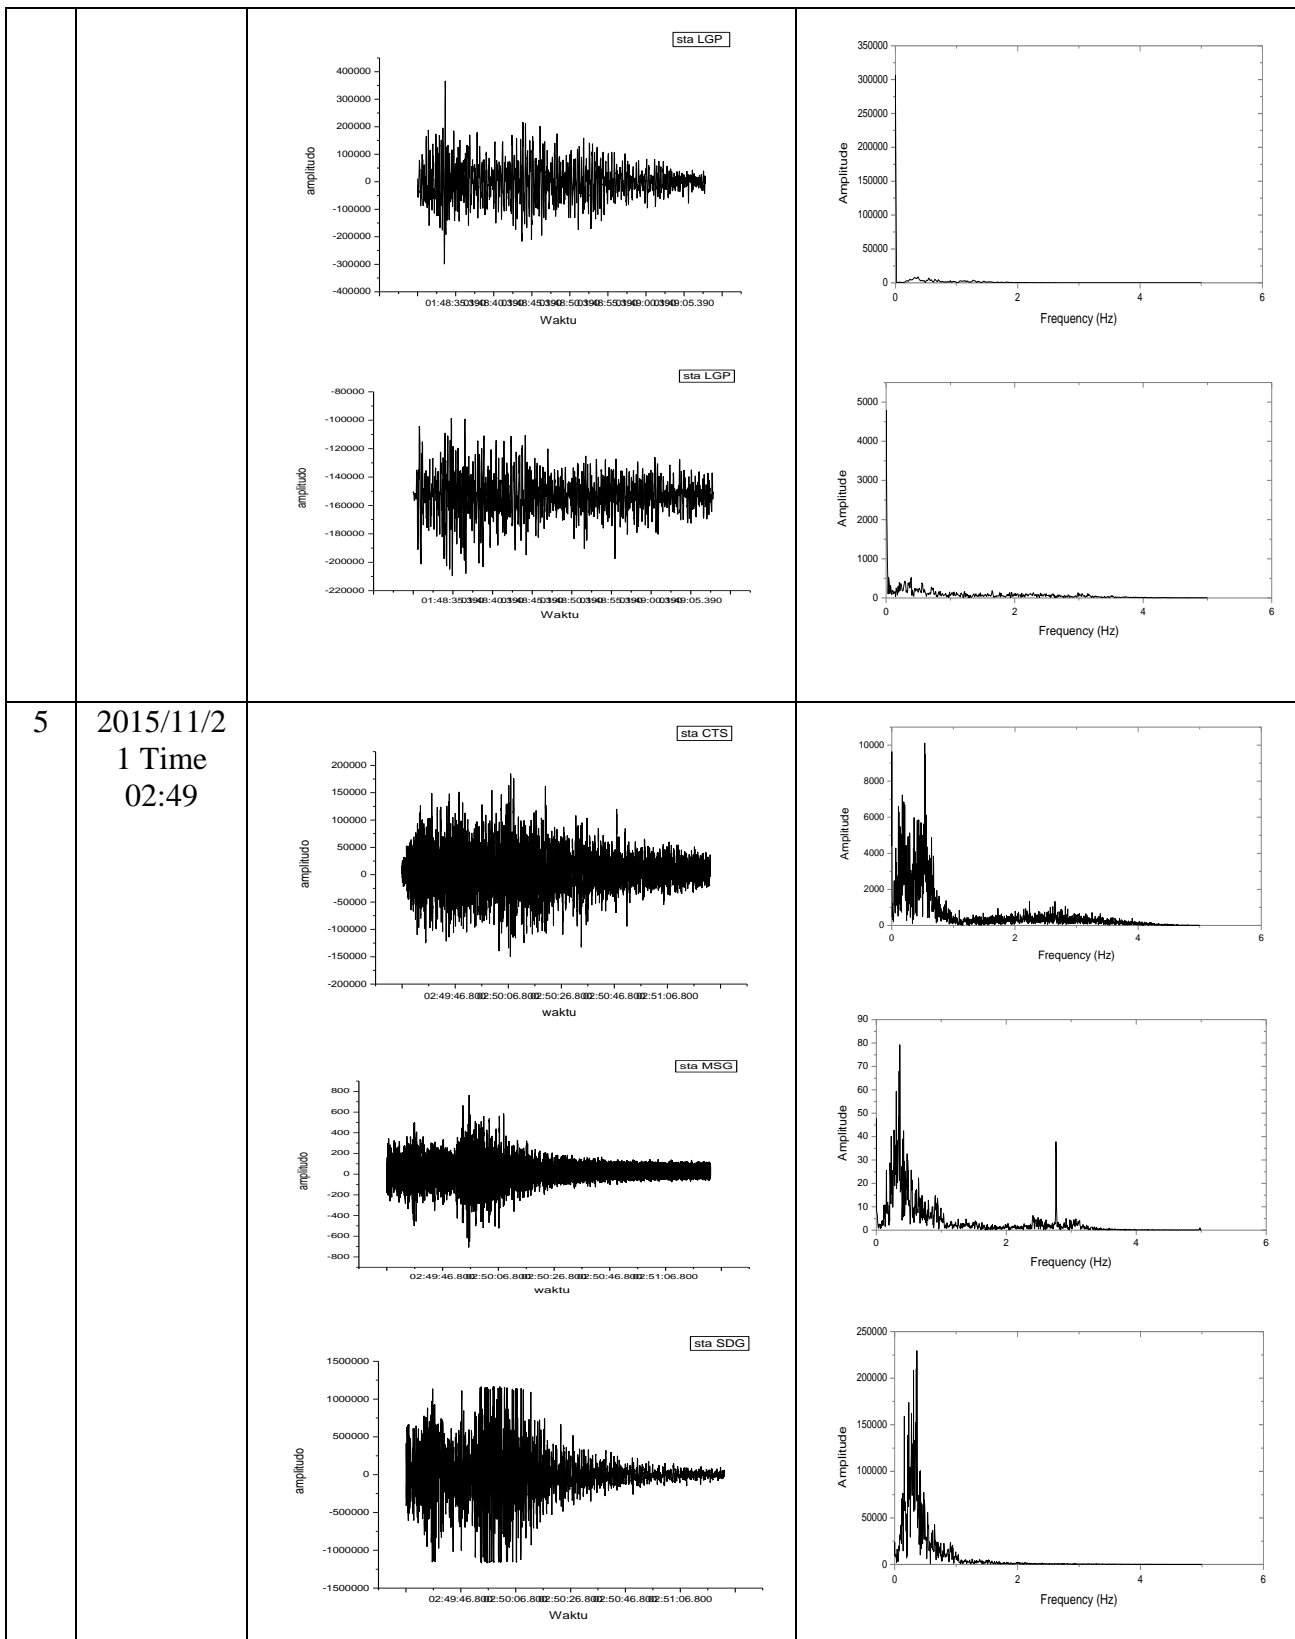 sta LGP
400000
300000
200000
100000
0
-100000
-200000
-300000
-400000
amplitudo
Waktu
350000
300000
250000
200000
150000
100000
50000
0
Amplitude
0 2 4 6
Frequency (Hz)
sta LGP
-80000
-100000
-120000
-140000
-160000
-180000
-200000
-220000
amplitudo
Waktu
5000
4000
3000
2000
1000
0
Amplitude
0 2 4 6
Frequency (Hz)
5
2015/11/2
1 Time
02:49
sta CTS
200000
150000
100000
50000
0
-50000
-100000
-150000
-200000
amplitudo
waktu
10000
8000
6000
4000
2000
0
Amplitude
0 2 4 6
Frequency (Hz)
sta MSG
800
600
400
200
0
-200
-400
-600
-800
amplitudo
waktu
90
80
70
60
50
40
30
20
10
0
Amplitude
0 2 4 6
Frequency (Hz)
sta SDG
1500000
1000000
500000
0
-500000
-1000000
-1500000
amplitudo
Waktu
250000
200000
150000
100000
50000
0
Amplitude
0 2 4 6
Frequency (Hz)